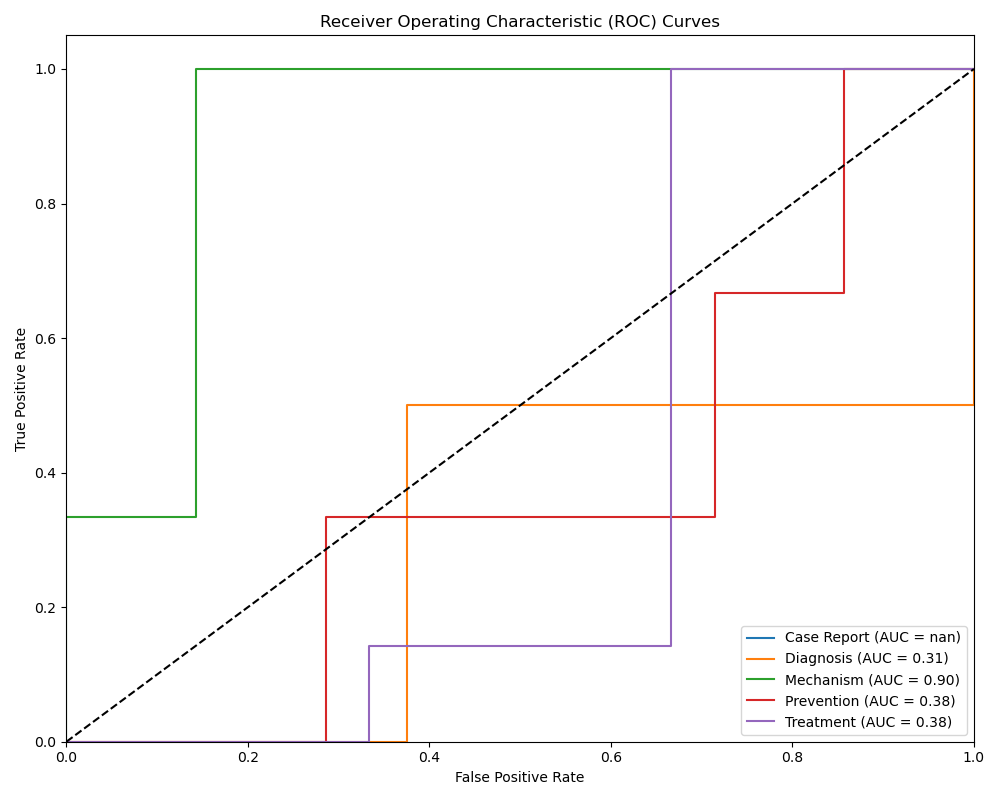 Receiver Operating Characteristic (ROC) Curves
True Positive Rate
1.0
0.8
0.6
0.4
0.2
0.0
0.0 0.2 0.4 0.6 0.8 1.0
False Positive Rate
Case Report (AUC = nan)
Diagnosis (AUC = 0.31)
Mechanism (AUC = 0.90)
Prevention (AUC = 0.38)
Treatment (AUC = 0.38)